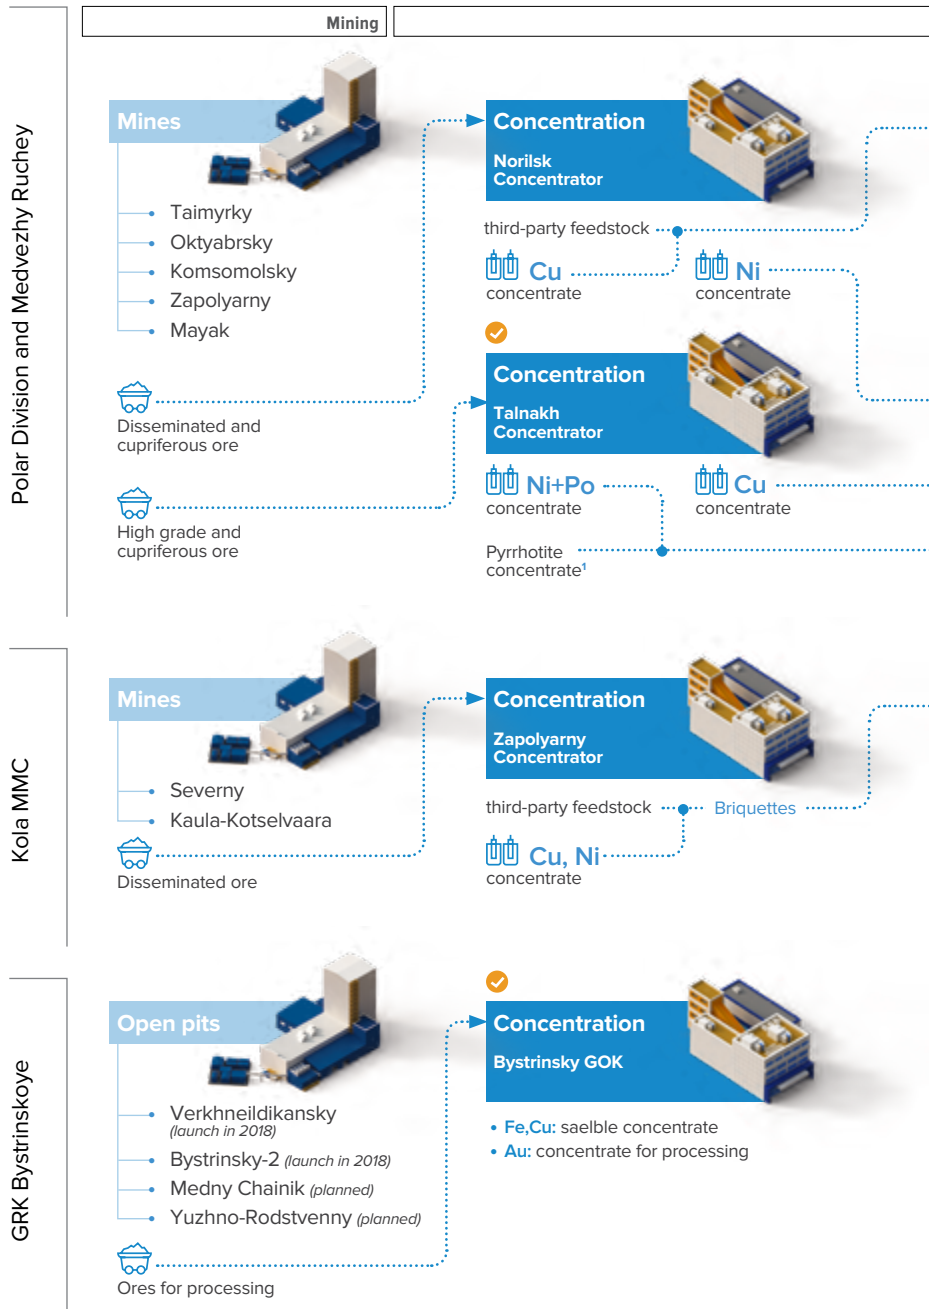 Mining
Polar Division and Medvezhy Ruchey
Mines
Taimyrky
Oktyabrsky
Komsomolsky
Zapolyarny
Mayak
Disseminated and
cupriferous ore
High grade and
cupriferous ore
Concentration
Norilsk
Concentrator
third-party feedstock
Cu
concentrate
Ni
concentrate
Concentration
Talnakh
Concentrator
Ni+Po
concentrate
Cu
concentrate
Pyrrhotite
concentrate¹
Kola MMC
Mines
Severny
Kaula-Kotselvaara
Disseminated ore
Concentration
Zapolyarny
Concentrator
third-party feedstock
Briquettes
Cu, Ni
concentrate
GRK Bystrinskoye
Open pits
Verkhneildikansky
(launch in 2018)
Bystrinsky-2 (launch in 2018)
Medny Chainik (planned)
Yuzhno-Rodstvenny (planned)
Ores for processing
Concentration
Bystrinsky GOK
• Fe,Cu: saelble concentrate
• Au: concentrate for processing